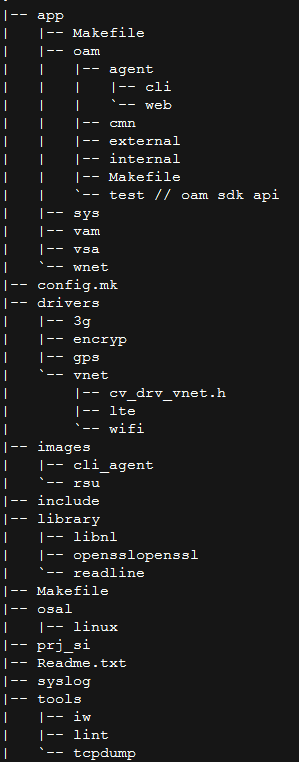 |-- app
|   |-- Makefile
|   |-- oam
|   |   |-- agent
|   |   |   |-- cli
|   |   |   `-- web
|   |   |-- cmn
|   |   |-- external
|   |   |-- internal
|   |   |-- Makefile
|   |   `-- test // oam sdk api
|   |-- sys
|   |-- vam
|   |-- vsa
|   `-- wnet
|-- config.mk
|-- drivers
|   |-- 3g
|   |-- encryp
|   |-- gps
|   `-- vnet
|       |-- cv_drv_vnet.h
|       |-- lte
|       `-- wifi
|-- images
|   |-- cli_agent
|   `-- rsu
|-- include
|-- library
|   |-- libnl
|   |-- opensslopenssl
|   `-- readline
|-- Makefile
|-- osal
|   |-- linux
|-- prj_si
|-- Readme.txt
|-- syslog
|-- tools
|   |-- iw
|   |-- lint
|   `-- tcpdump